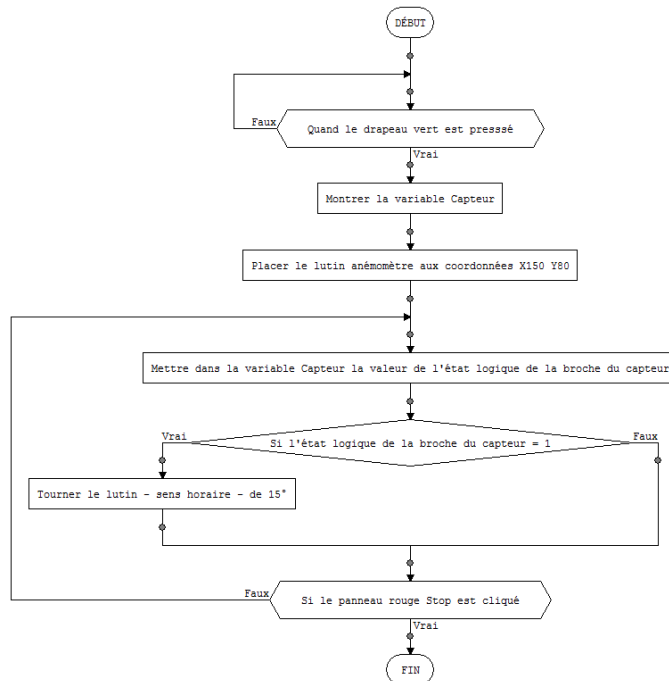 DÉBUT
Faux
Quand le drapeau vert est presssé
Vrai
Montrer la variable Capteur
Placer le lutin anémomètre aux coordonnées X150 Y80
Mettre dans la variable Capteur la valeur de l'état logique de la broche du capteur
Vrai
Si l'état logique de la broche du capteur = 1
Faux
Tourner le lutin - sens horaire - de 15°
Faux
Si le panneau rouge Stop est cliqué
Vrai
FIN